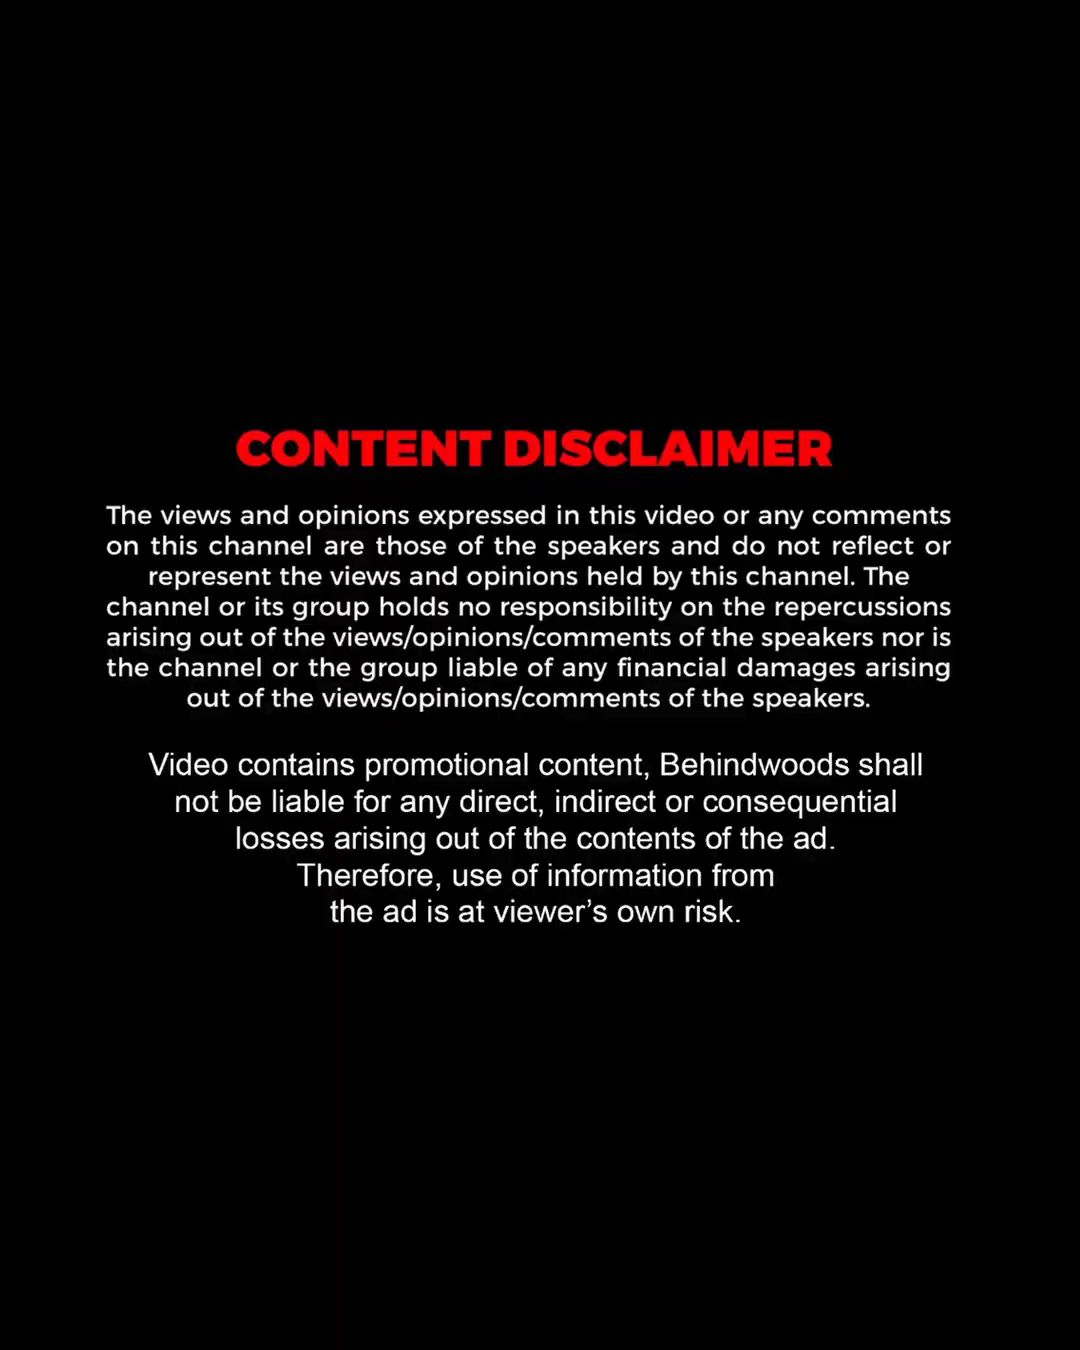 CONTENT DISCLAIMER
The views and opinions expressed in this video or any comments
on this channel are those of the speakers and do not reflect or
represent the views and opinions held by this channel. The
channel or its group holds no responsibility on the repercussions
arising out of the views/opinions/comments of the speakers nor is
the channel or the group liable of any financial damages arising
out of the views/opinions/comments of the speakers.
Video contains promotional content, Behindwoods shall
not be liable for any direct, indirect or consequential
losses arising out of the contents of the ad.
Therefore, use of information from
the ad is at viewer’s own risk.